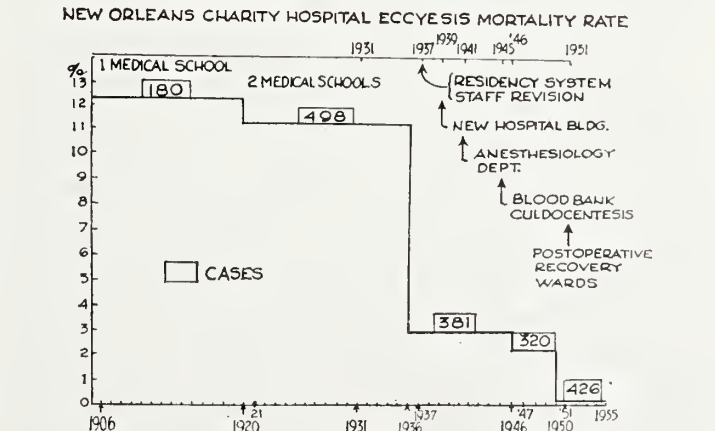 NEW ORLEANS CHARITY HOSPITAL ECCYESIS MORTALITY RATE
1931 1937 1939 1941 1945 '46 1951
%
1 MEDICAL SCHOOL
2 MEDICAL SCHOOLS
13
12
11
10
9
8
7
6
5
4
3
2
1
0
180
498
RESIDENCY SYSTEM
STAFF REVISION
NEW HOSPITAL BLDG.
ANESTHESIOLOGY
DEPT.
BLOOD BANK
CULDOCENTESIS
POSTOPERATIVE
RECOVERY
WARDS
CASES
381
320
426
1906 1920 '21 1931 1936 1937 1946 '47 1950 '51 1955